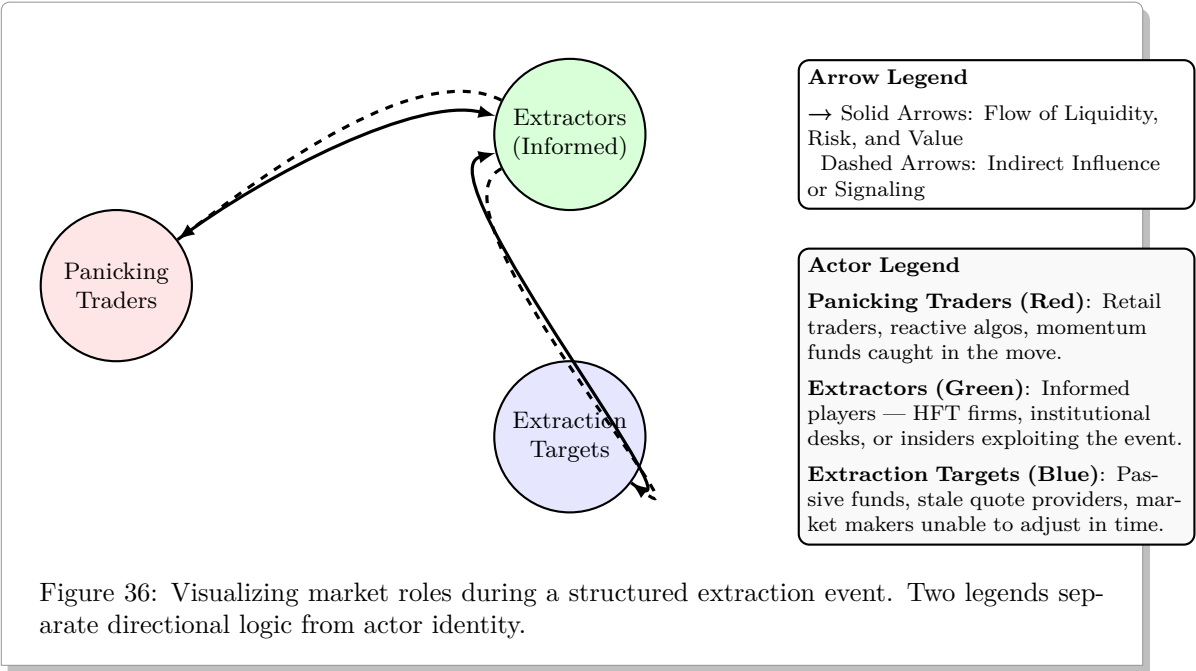 Extractors
(Informed)
Panicking
Traders
Extraction
Targets
Arrow Legend
→ Solid Arrows: Flow of Liquidity,
Risk, and Value
Dashed Arrows: Indirect Influence
or Signaling
Actor Legend
Panicking Traders (Red): Retail
traders, reactive algos, momentum
funds caught in the move.
Extractors (Green): Informed
players — HFT firms, institutional
desks, or insiders exploiting the event.
Extraction Targets (Blue): Pas-
sive funds, stale quote providers, mar-
ket makers unable to adjust in time.
Figure 36: Visualizing market roles during a structured extraction event. Two legends sep-
arate directional logic from actor identity.